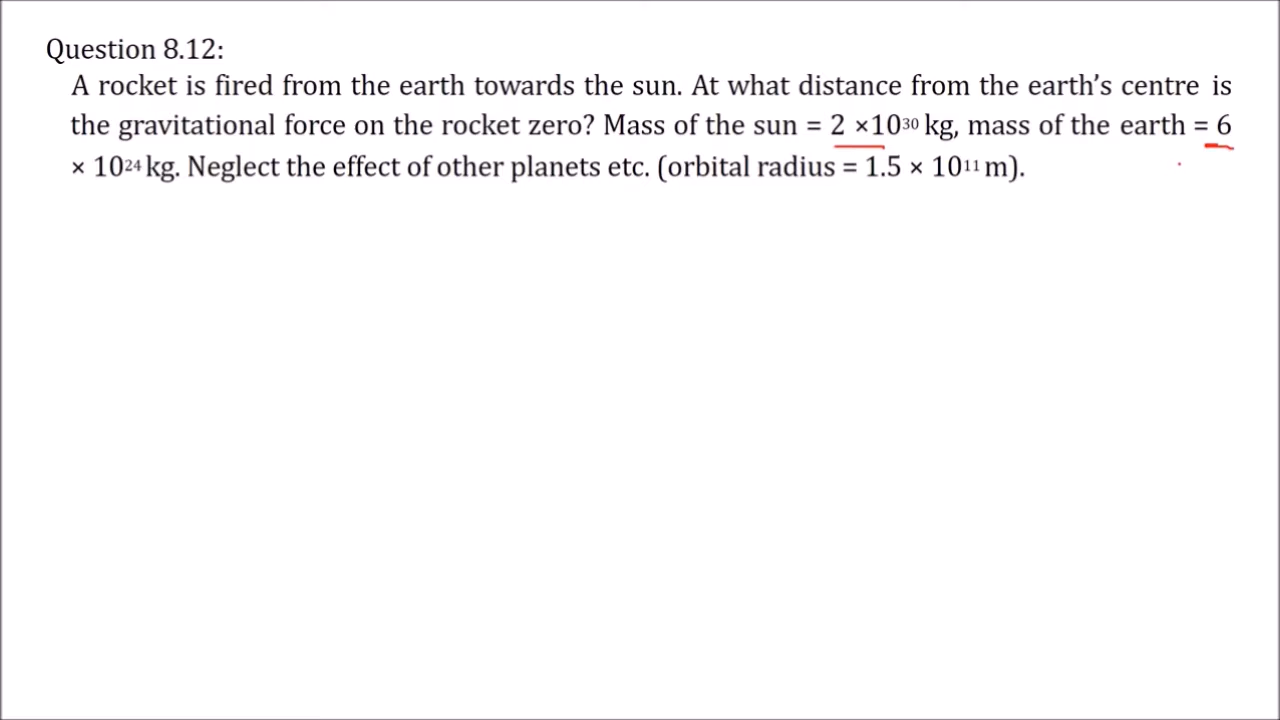 Question 8.12:
A rocket is fired from the earth towards the sun. At what distance from the earth’s centre is
the gravitational force on the rocket zero? Mass of the sun = 2 ×10³⁰ kg, mass of the earth = 6
× 10²⁴ kg. Neglect the effect of other planets etc. (orbital radius = 1.5 × 10¹¹ m).